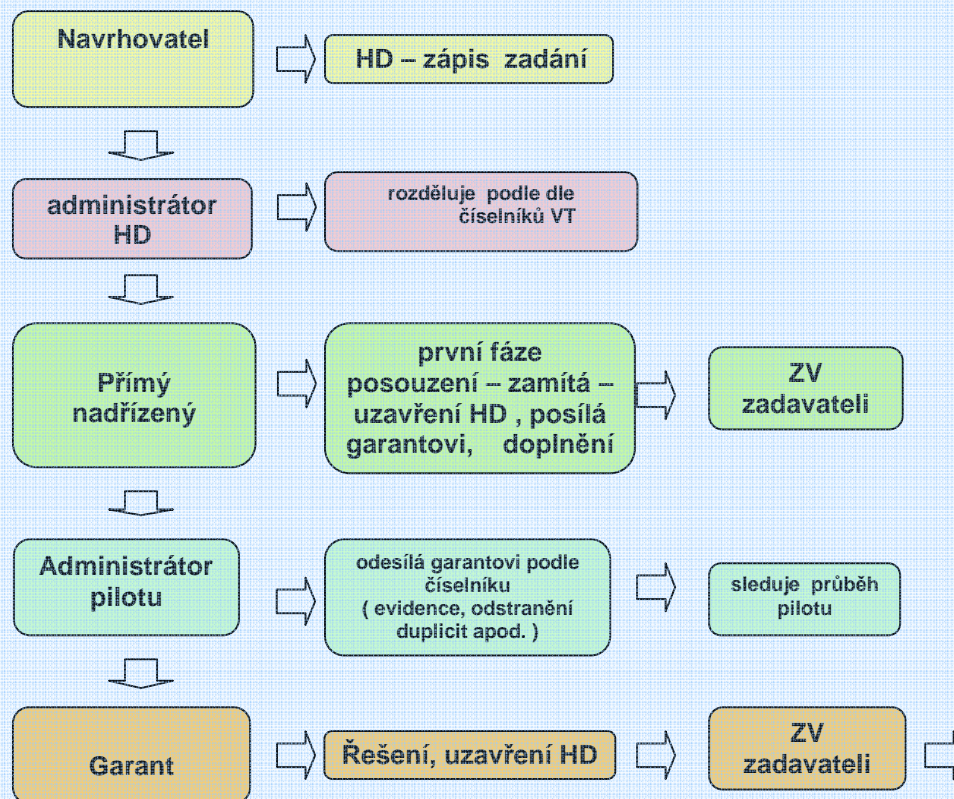 Navrhovatel
HD – zápis zadání
administrátor
HD
rozděluje podle dle
číselníků VT
Přímý
nadřízený
první fáze
posouzení – zamítá –
uzavření HD , posílá
garantovi, doplnění
ZV
zadavateli
Administrátor
pilotu
odesílá garantovi podle
číselníku
( evidence, odstranění
duplicit apod. )
sleduje průběh
pilotu
Garant
Řešení, uzavření HD
ZV
zadavateli